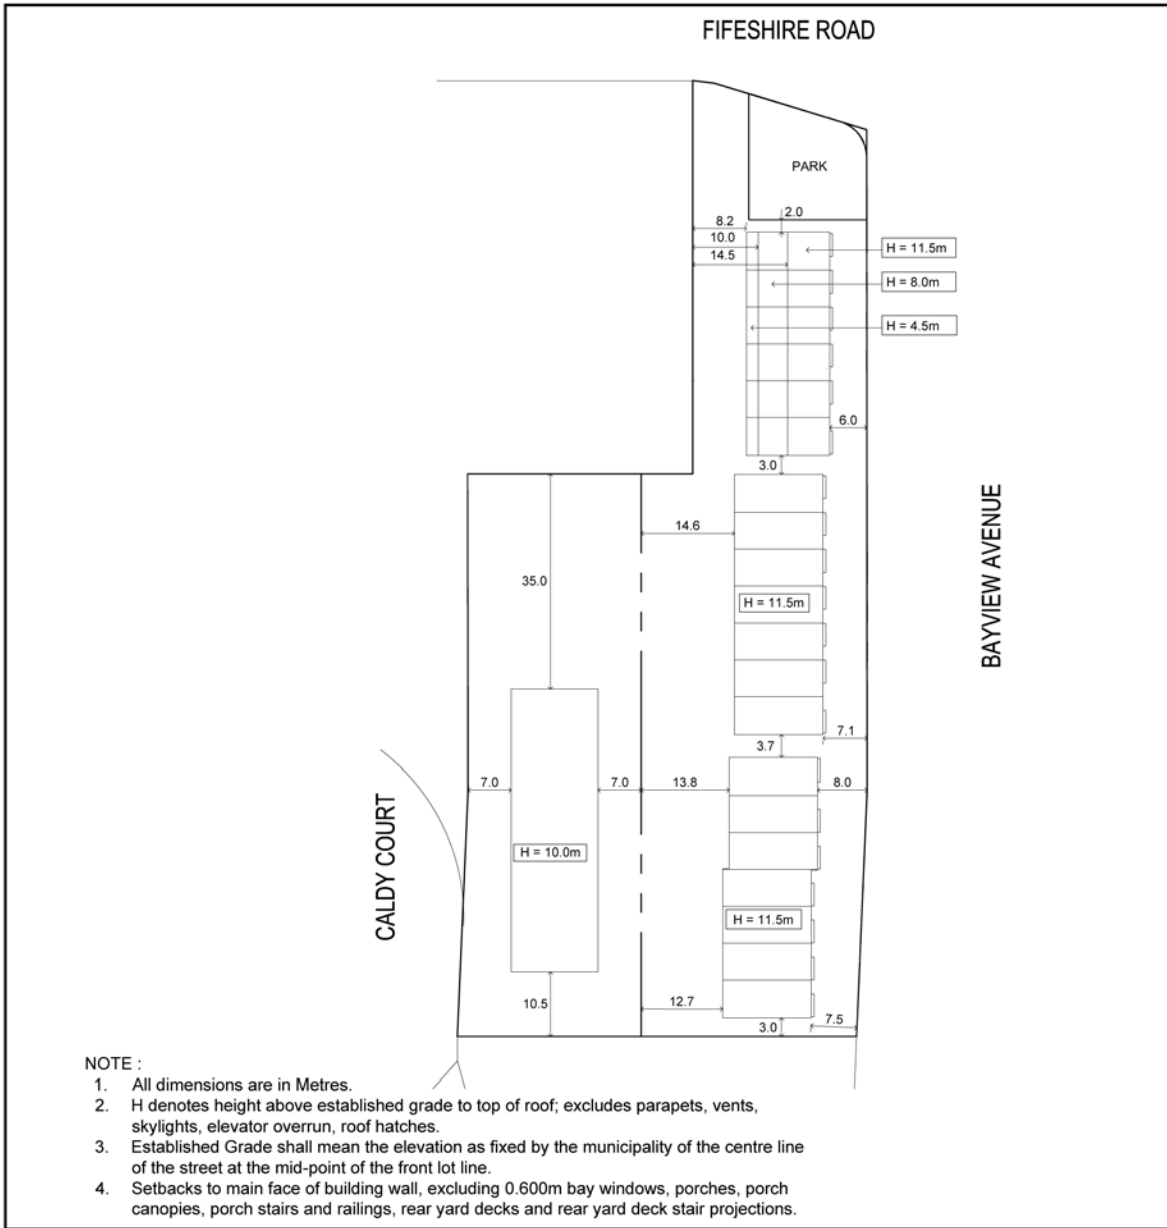 FIFESHIRE ROAD
PARK
2.0
8.2
10.0
14.5
H = 11.5m
H = 8.0m
H = 4.5m
6.0
3.0
14.6
35.0
H = 11.5m
BAYVIEW AVENUE
7.1
3.7
7.0
7.0
13.8
8.0
CALDY COURT
H = 10.0m
H = 11.5m
10.5
12.7
3.0
7.5
NOTE :
1. All dimensions are in Metres.
2. H denotes height above established grade to top of roof; excludes parapets, vents,
skylights, elevator overrun, roof hatches.
3. Established Grade shall mean the elevation as fixed by the municipality of the centre line
of the street at the mid-point of the front lot line.
4. Setbacks to main face of building wall, excluding 0.600m bay windows, porches, porch
canopies, porch stairs and railings, rear yard decks and rear yard deck stair projections.